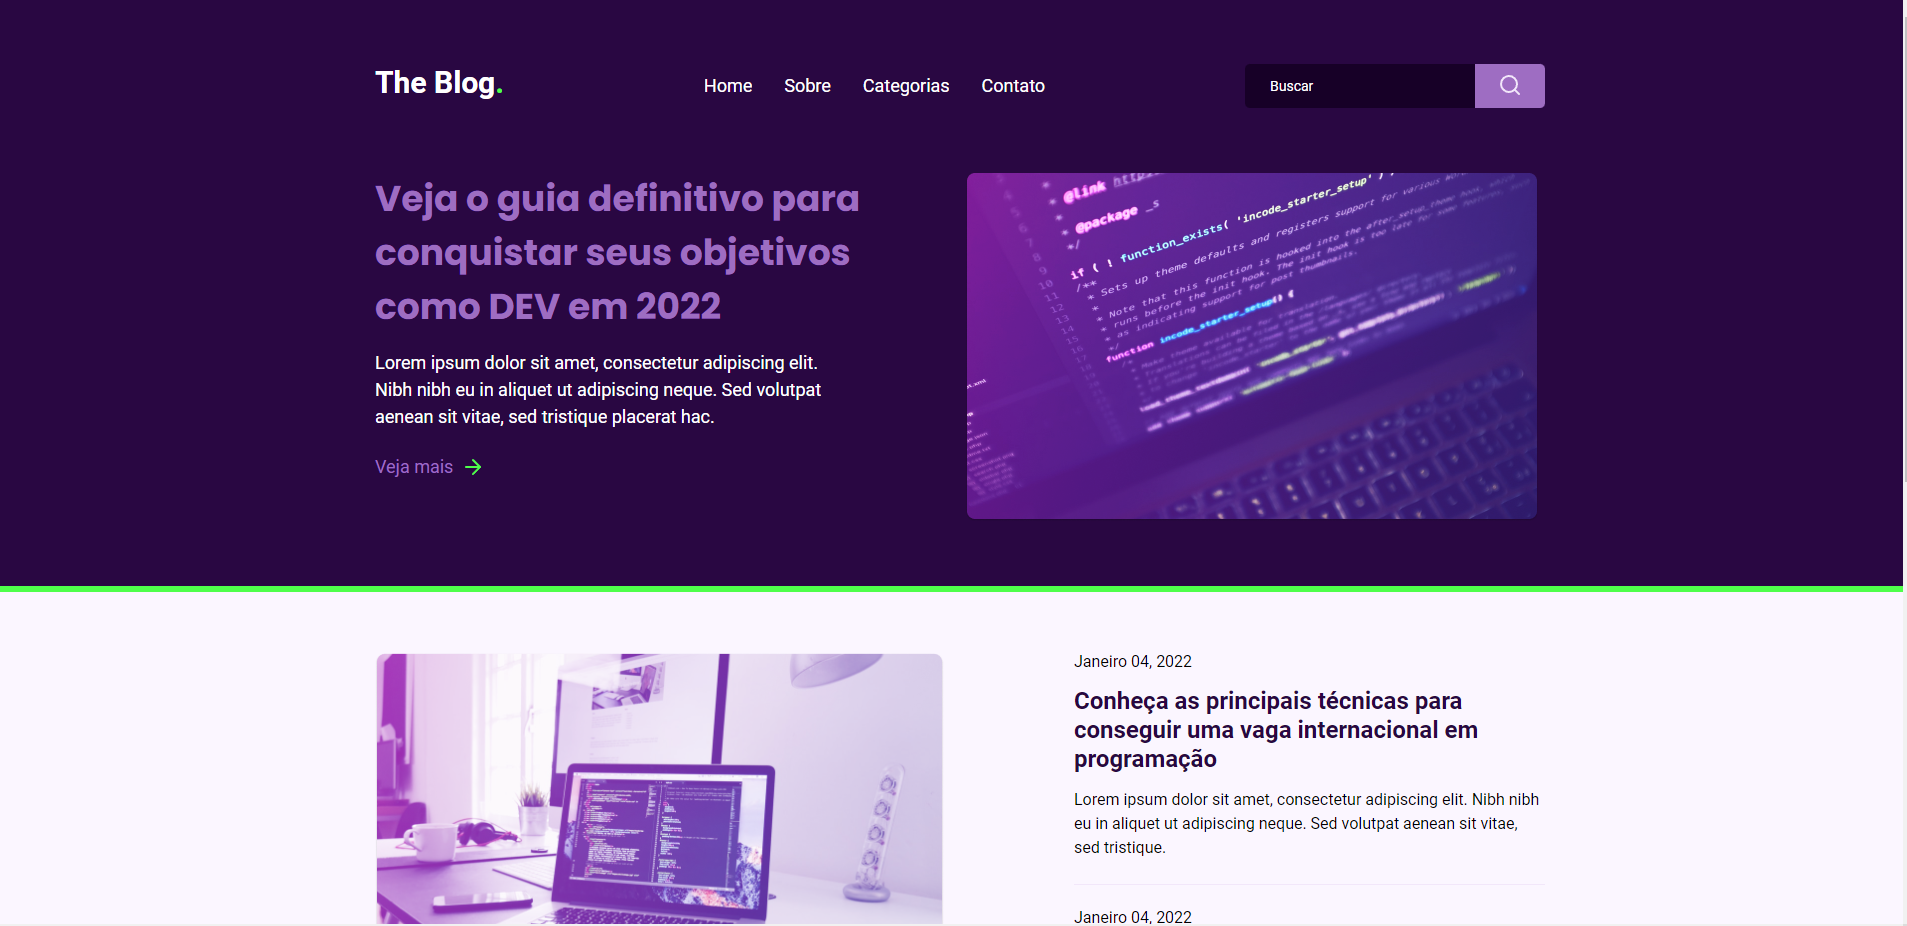 The Blog.
Home
Sobre
Categorias
Contato
Buscar
Veja o guia definitivo para
conquistar seus objetivos
como DEV em 2022
Lorem ipsum dolor sit amet, consectetur adipiscing elit.
Nibh nibh eu in aliquet ut adipiscing neque. Sed volutpat
aenean sit vitae, sed tristique placerat hac.
Veja mais
* @link
* @package _s
*/
if ( ! function_exists( 'incode_starter_setup' ) )
/**
* Sets up theme defaults and registers support for various
*
* Note that this function is hooked into the after_setup_theme hook, which
* runs before the init hook. The init hook is too late for some features,
* as indicating support for post thumbnails.
*/
function incode_starter_setup() {
Janeiro 04, 2022
Conheça as principais técnicas para
conseguir uma vaga internacional em
programação
Lorem ipsum dolor sit amet, consectetur adipiscing elit. Nibh nibh
eu in aliquet ut adipiscing neque. Sed volutpat aenean sit vitae,
sed tristique.
Janeiro 04, 2022